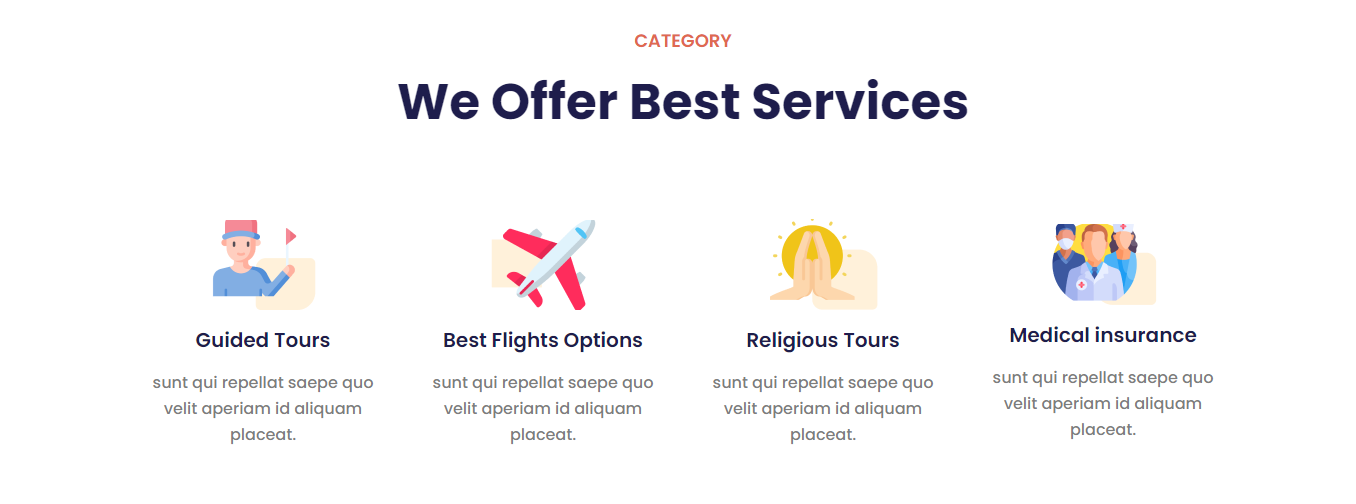 CATEGORY
We Offer Best Services
Guided Tours
sunt qui repellat saepe quo
velit aperiam id aliquam
placeat.
Best Flights Options
sunt qui repellat saepe quo
velit aperiam id aliquam
placeat.
Religious Tours
sunt qui repellat saepe quo
velit aperiam id aliquam
placeat.
Medical insurance
sunt qui repellat saepe quo
velit aperiam id aliquam
placeat.